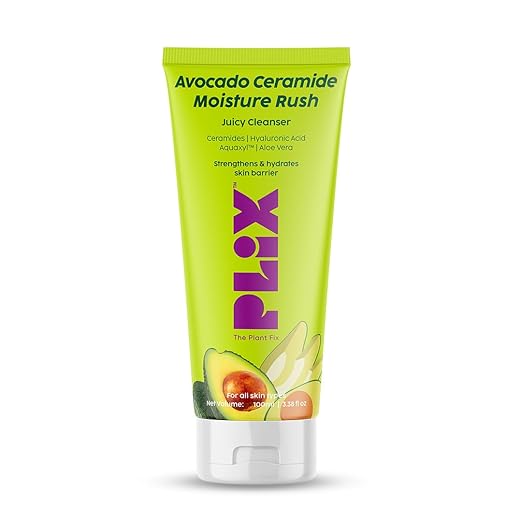 Avocado Ceramide
Moisture Rush
Juicy Cleanser
Ceramides | Hyaluronic Acid
Aquaxyl™ | Aloe Vera
Strengthens & hydrates
skin barrier
PLiX™
The Plant Fix
For all skin types
Net Volume: 100ml | 3.38 fl oz